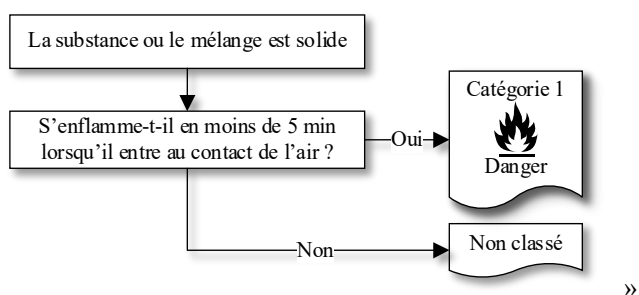 La substance ou le mélange est solide
S’enflamme-t-il en moins de 5 min
lorsqu’il entre au contact de l’air ?
Oui
Catégorie 1
Danger
Non
Non classé
»